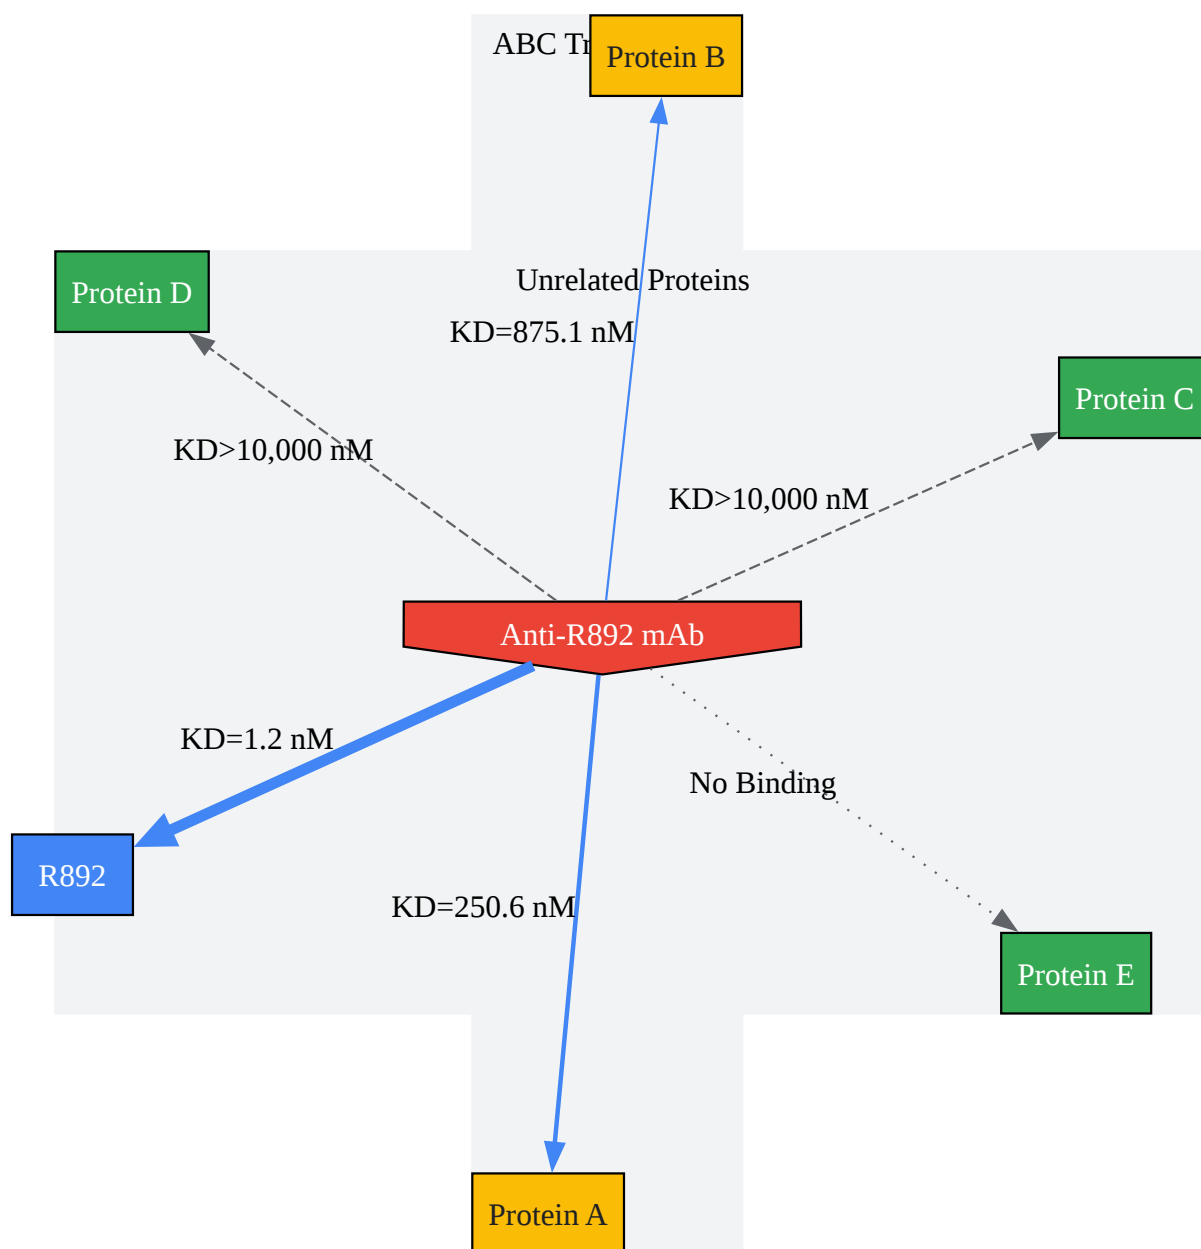 ABC
Protein B
Protein D
Unrelated Proteins
KD=875.1 nM
Protein C
KD>10,000 nM
KD>10,000 nM
Anti-R892 mAb
KD=1.2 nM
No Binding
R892
KD=250.6 nM
Protein E
Protein A